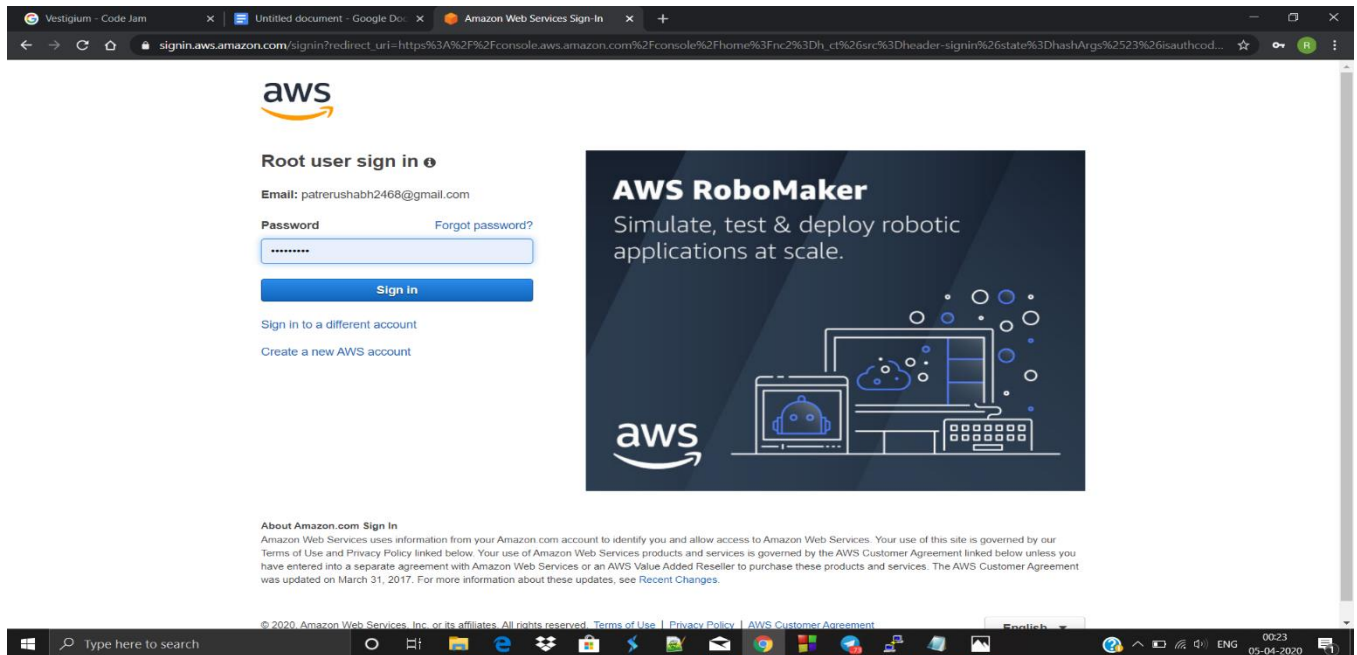 Vestigium - Code Jam
Untitled document - Google Doc
Amazon Web Services Sign-In
signin.aws.amazon.com/signin?redirect_uri=https%3A%2F%2Fconsole.aws.amazon.com%2Fconsole%2Fhome%3Fnc2%3Dh_ct%26src%3Dheader-signin%26state%3DhashArgs%2523%26isauthcod...
R
aws
Root user sign in
Email: patrerushabh2468@gmail.com
Password Forgot password?
Sign in
Sign in to a different account
Create a new AWS account
AWS RoboMaker
Simulate, test & deploy robotic
applications at scale.
aws
About Amazon.com Sign In
Amazon Web Services uses information from your Amazon.com account to identify you and allow access to Amazon Web Services. Your use of this site is governed by our
Terms of Use and Privacy Policy linked below. Your use of Amazon Web Services products and services is governed by the AWS Customer Agreement linked below unless you
have entered into a separate agreement with Amazon Web Services or an AWS Value Added Reseller to purchase these products and services. The AWS Customer Agreement
was updated on March 31, 2017. For more information about these updates, see Recent Changes.
© 2020, Amazon Web Services, Inc. or its affiliates. All rights reserved. Terms of Use | Privacy Policy | AWS Customer Agreement
English
Type here to search
ENG
00:23
05-04-2020